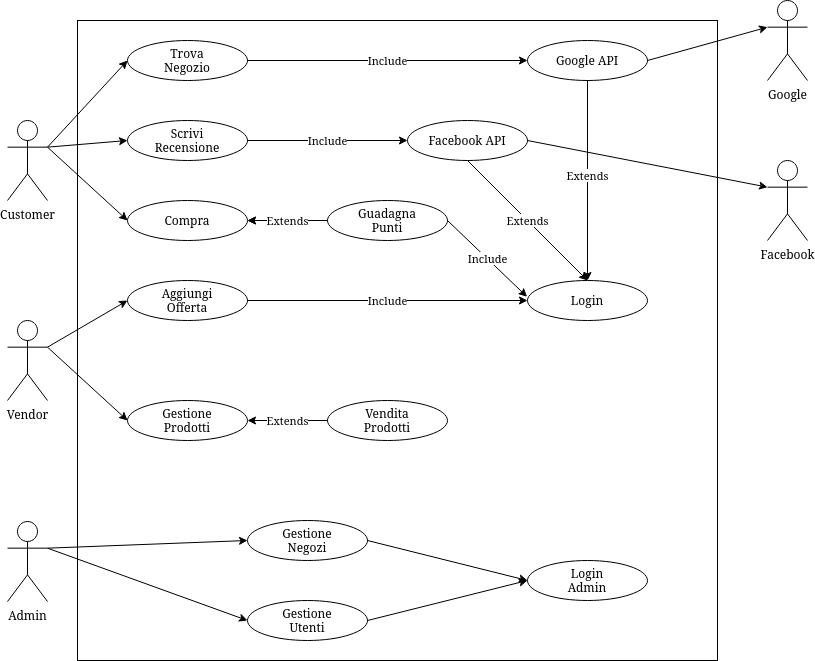 Trova
Negozio
Include
Google API
Google
Scrivi
Recensione
Include
Facebook API
Extends
Facebook
Customer
Compra
Extends
Guadagna
Punti
Extends
Include
Aggiungi
Offerta
Include
Login
Vendor
Gestione
Prodotti
Extends
Vendita
Prodotti
Gestione
Negozi
Login
Admin
Admin
Gestione
Utenti